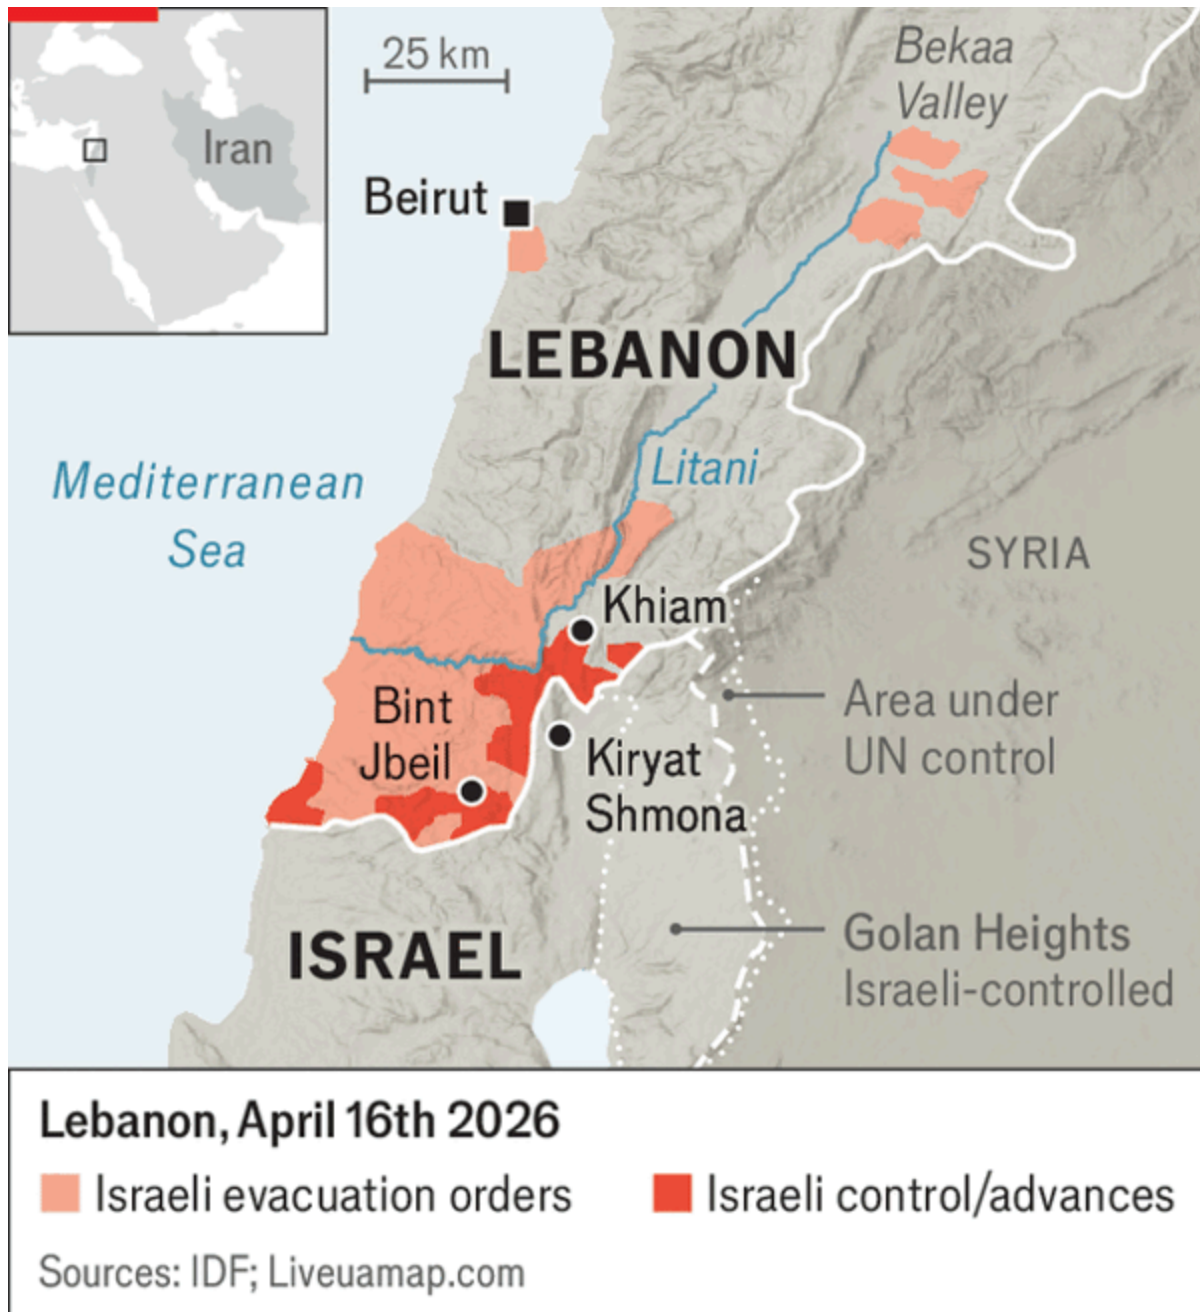 Iran
25 km
Bekaa
Valley
Beirut
LEBANON
Mediterranean
Sea
Litani
SYRIA
Khiam
Bint
Jbeil
Kiryat
Shmona
Area under
UN control
ISRAEL
Golan Heights
Israeli-controlled
Lebanon, April 16th 2026
Israeli evacuation orders
Israeli control/advances
Sources: IDF; Liveuamap.com